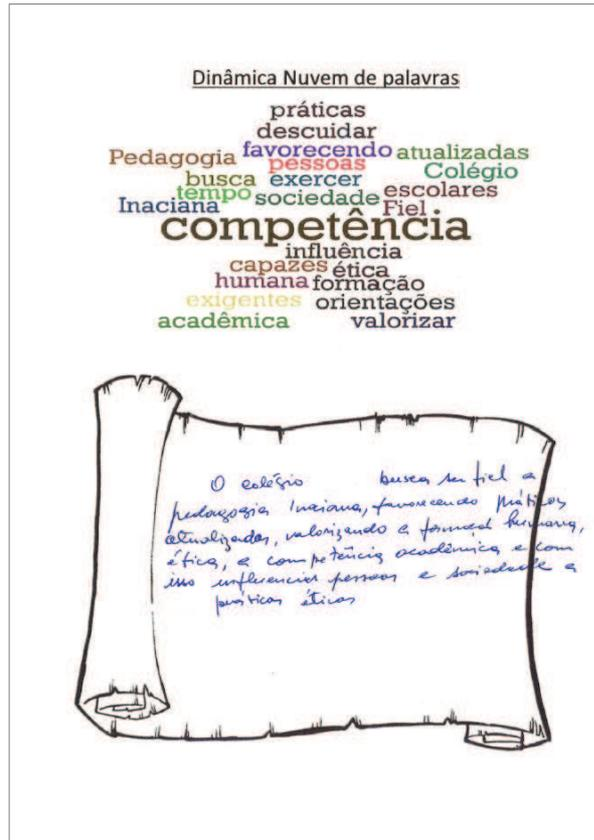 Dinâmica Nuvem de palavras
práticas
descuidar
favorecendo
Pedagogia
pessoas
atualizadas
busca
exercer
Colégio
tempo
sociedade
escolares
Inaciana
Fiel
competência
influência
capazes
ética
humana
formação
exigentes
orientações
acadêmica
valorizar
O colégio busca ser fiel a
pedagogia Inaciana, favorecendo práticas
atualizadas, valorizando a formação humana,
ética, a competência acadêmica e com
isso influenciar pessoas e sociedade a
práticas éticas